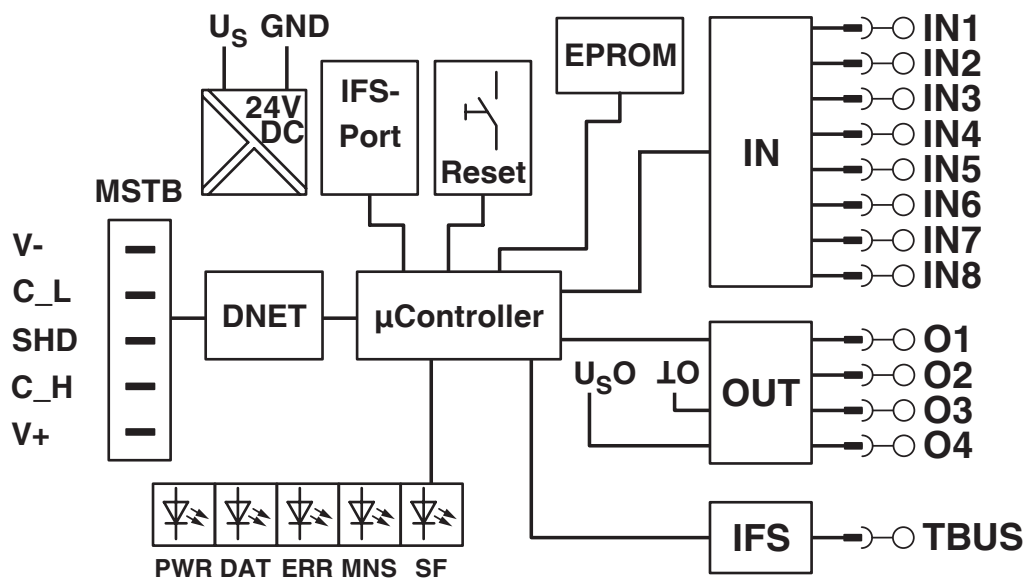 US GND
24V
DC
IFS-
Port
Reset
EPROM
IN
IN1
IN2
IN3
IN4
IN5
IN6
IN7
IN8
MSTB
V-
C_L
SHD
C_H
V+
DNET
µController
USO
⊥O
OUT
O1
O2
O3
O4
IFS
TBUS
PWR DAT ERR MNS SF